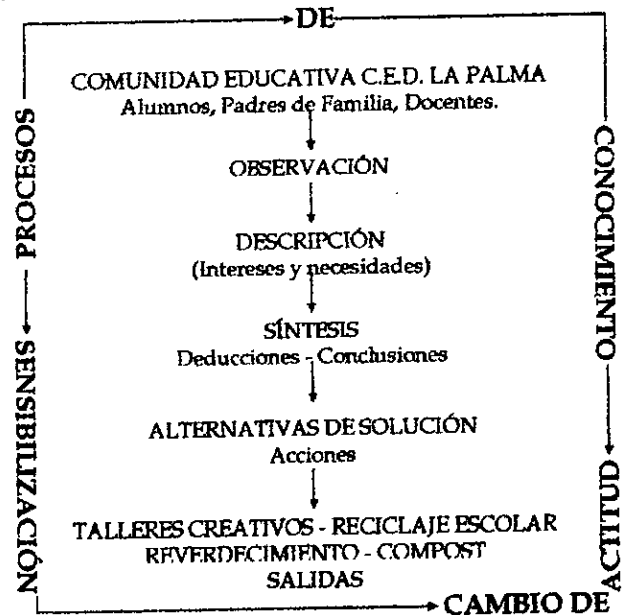 DE
COMUNIDAD EDUCATIVA C.E.D. LA PALMA
Alumnos, Padres de Familia, Docentes.
OBSERVACIÓN
DESCRIPCIÓN
(Intereses y necesidades)
SÍNTESIS
Deducciones - Conclusiones
ALTERNATIVAS DE SOLUCIÓN
Acciones
TALLERES CREATIVOS - RECICLAJE ESCOLAR
REVERDECIMIENTO - COMPOST
SALIDAS
PROCESOS
SENSIBILIZACIÓN
CONOCIMIENTO
ACTITUD
CAMBIO DE